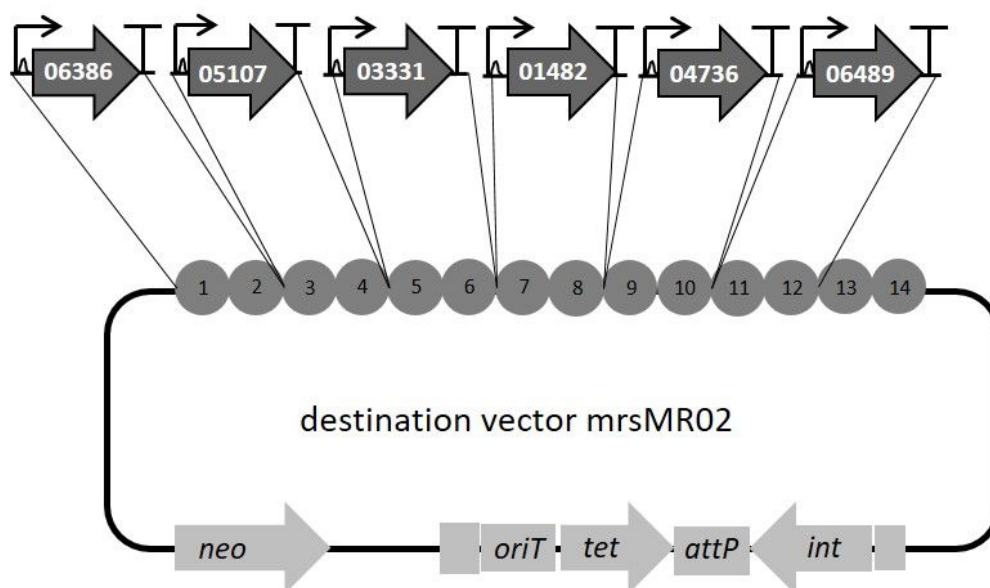 06386 05107 03331 01482 04736 06489
1 2 3 4 5 6 7 8 9 10 11 12 13 14
destination vector mrsMR02
neo oriT tet attP int